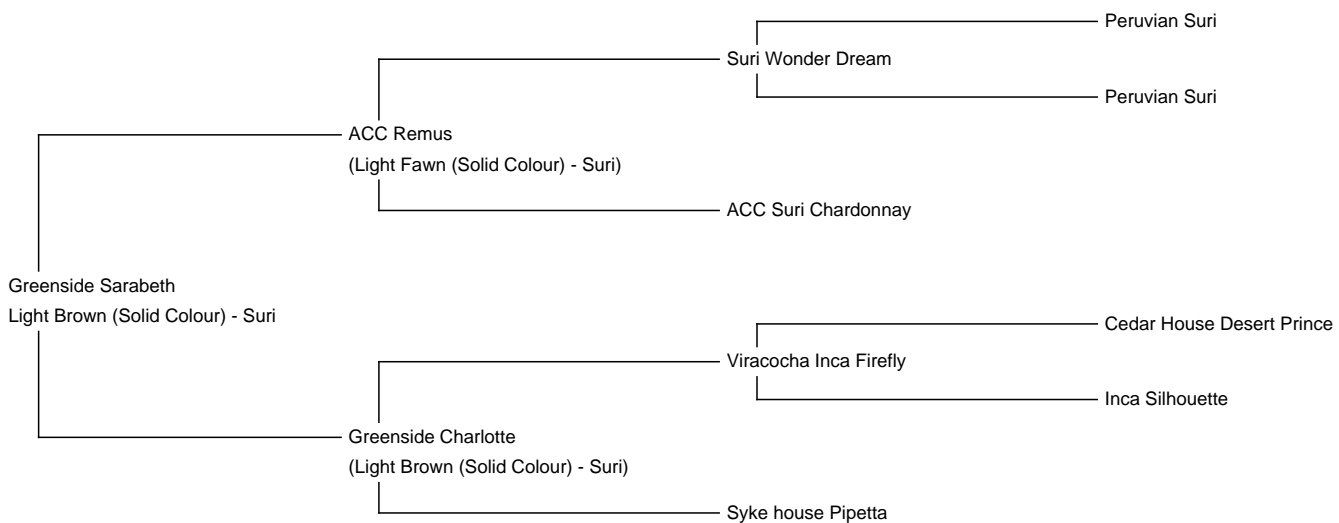 Peruvian Suri
Suri Wonder Dream
Peruvian Suri
ACC Remus
(Light Fawn (Solid Colour) - Suri)
ACC Suri Chardonnay
Greenside Sarabeth
Light Brown (Solid Colour) - Suri
Cedar House Desert Prince
Viracocha Inca Firefly
Inca Silhouette
Greenside Charlotte
(Light Brown (Solid Colour) - Suri)
Syke house Pipetta